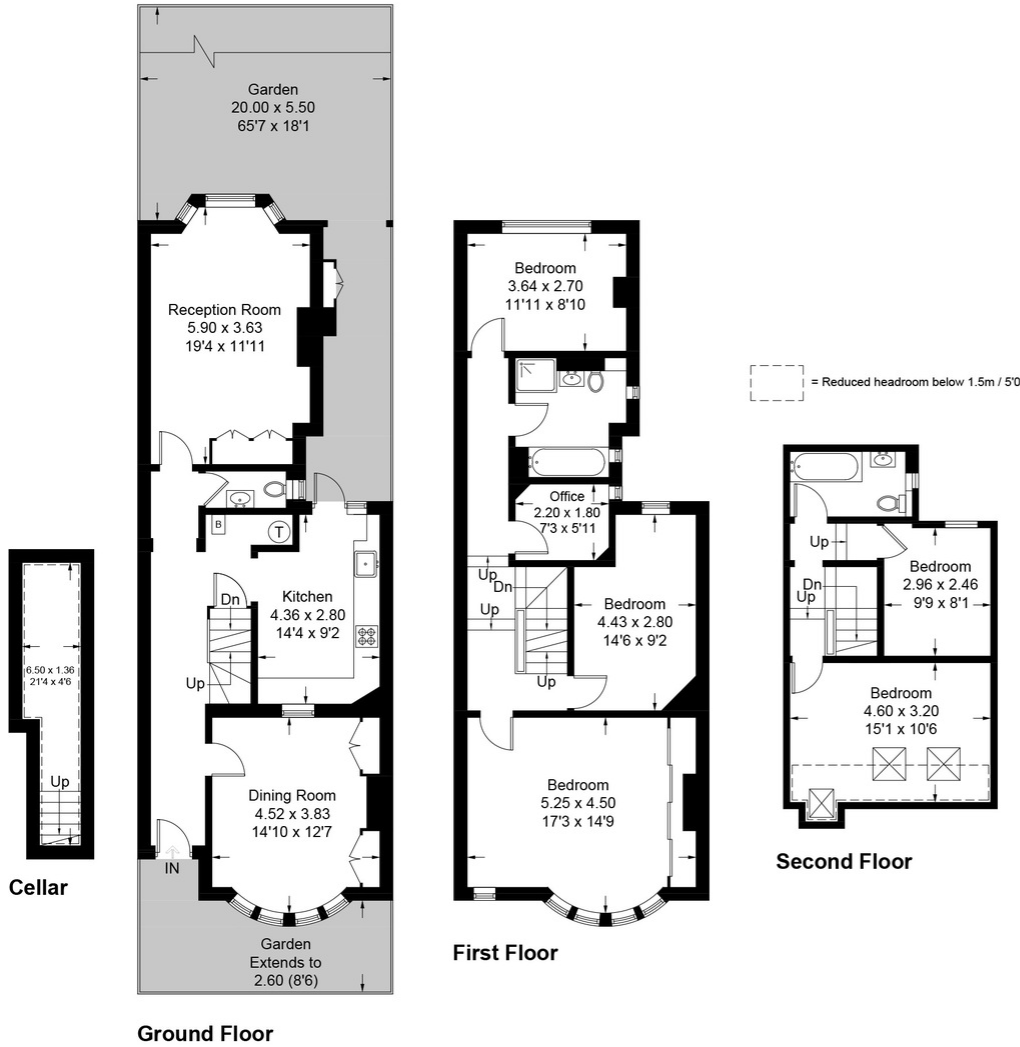 Garden
20.00 x 5.50
65'7 x 18'1
Reception Room
5.90 x 3.63
19'4 x 11'11
B
T
Kitchen
4.36 x 2.80
14'4 x 9'2
Dn
Up
Dining Room
4.52 x 3.83
14'10 x 12'7
IN
Garden
Extends to
2.60 (8'6)
Ground Floor
6.50 x 1.36
21'4 x 4'6
Up
Cellar
Bedroom
3.64 x 2.70
11'11 x 8'10
Office
2.20 x 1.80
7'3 x 5'11
Up
Dn
Up
Up
Bedroom
4.43 x 2.80
14'6 x 9'2
Bedroom
5.25 x 4.50
17'3 x 14'9
First Floor
= Reduced headroom below 1.5m / 5'0
Up
Dn
Up
Bedroom
2.96 x 2.46
9'9 x 8'1
Bedroom
4.60 x 3.20
15'1 x 10'6
Second Floor